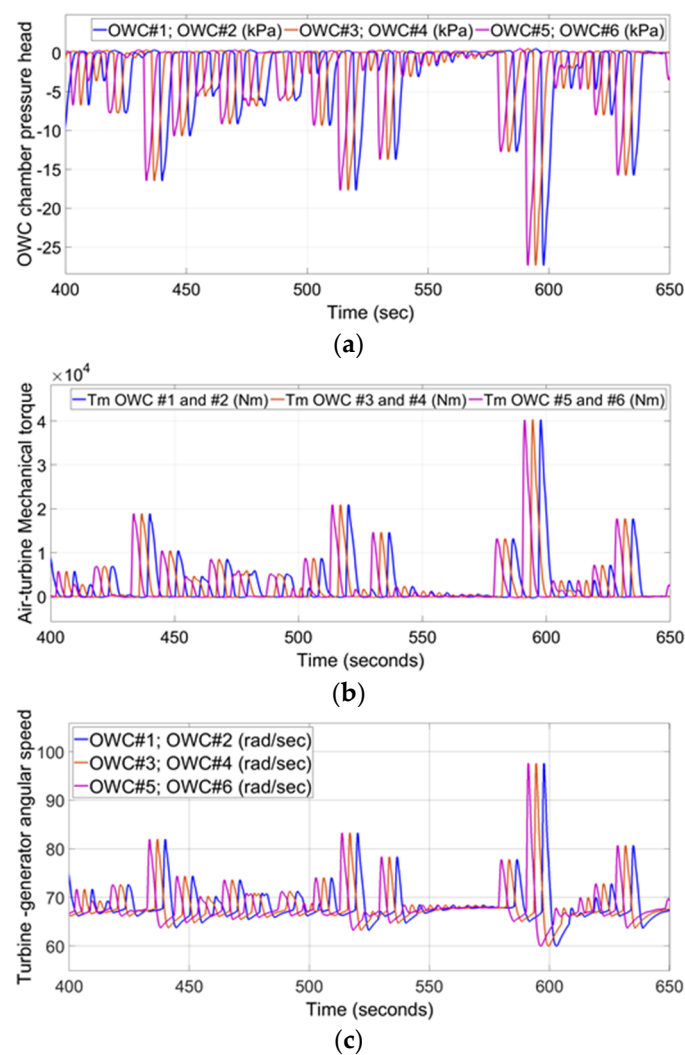 OWC#1; OWC#2 (kPa) OWC#3; OWC#4 (kPa) OWC#5; OWC#6 (kPa)
OWC chamber pressure head
0
-5
-10
-15
-20
-25
400 450 500 550 600 650
Time (sec)
(a)
×10⁴
Tm OWC #1 and #2 (Nm) Tm OWC #3 and #4 (Nm) Tm OWC #5 and #6 (Nm)
Air-turbine Mechanical torque
4
3
2
1
0
400 450 500 550 600 650
Time (seconds)
(b)
OWC#1; OWC#2 (rad/sec)
OWC#3; OWC#4 (rad/sec)
OWC#5; OWC#6 (rad/sec)
Turbine -generator angular speed
100
90
80
70
60
400 450 500 550 600 650
Time (seconds)
(c)